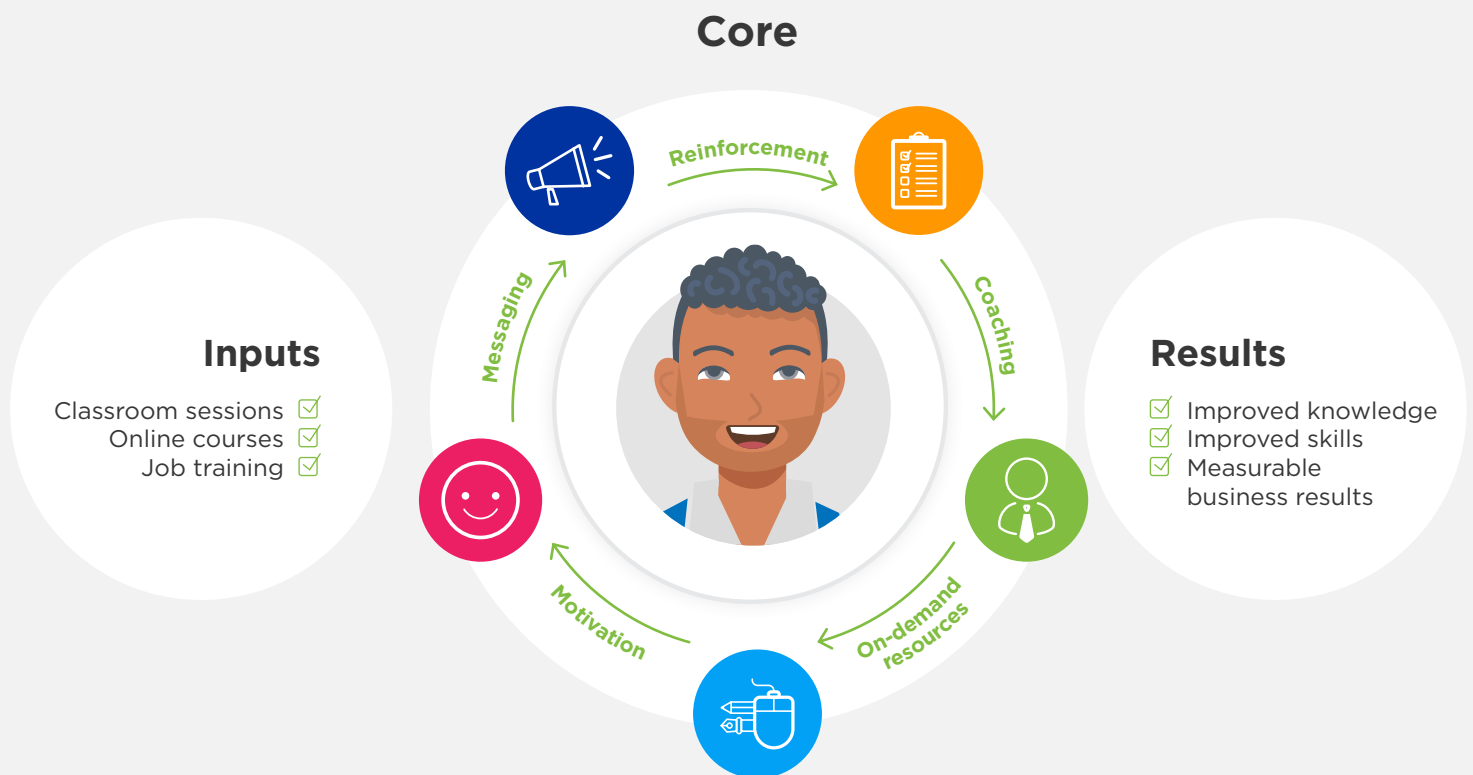 Core
Reinforcement
Messaging
Coaching
Inputs
Classroom sessions
Online courses
Job training
Results
Improved knowledge
Improved skills
Measurable
business results
Motivation
On-demand
resources